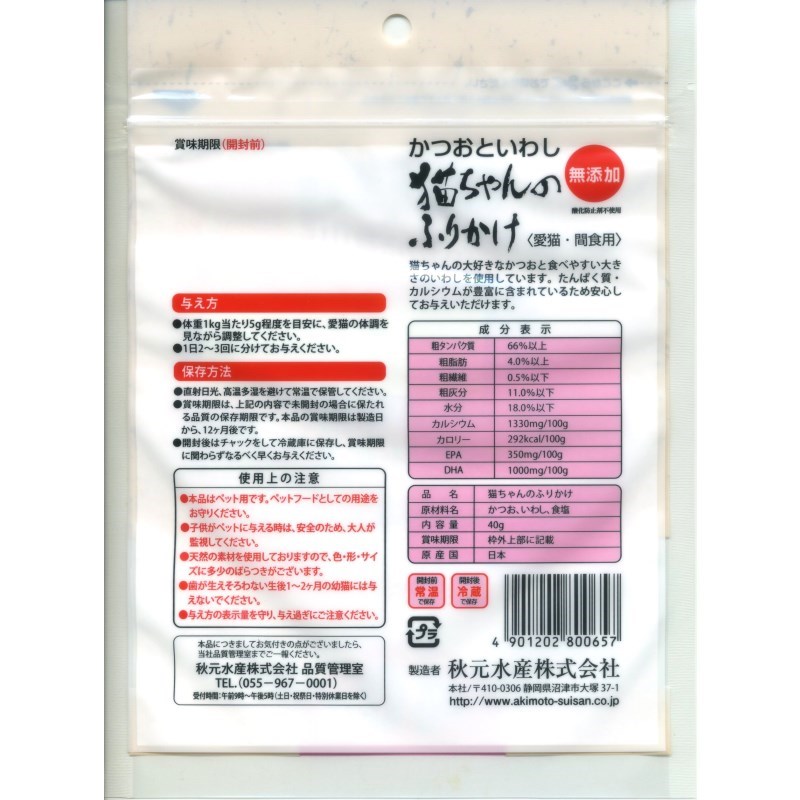 賞味期限(開封前)
かつおといわし
猫ちゃんの
ふりかけ〈愛猫・間食用〉
無添加
酸化防止剤不使用
猫ちゃんの大好きなかつおと食べやすい大き
さのいわしを使用しています。たんぱく質・
カルシウムが豊富に含まれているため安心し
てお与えいただけます。
与え方
●体重1kg当たり5g程度を目安に、愛猫の体調を
見ながら調整してください。
●1日2〜3回に分けてお与えください。
保存方法
●直射日光、高温多湿を避けて常温で保管してください。
●賞味期限は、上記の内容で未開封の場合に保たれ
る品質の保存期限です。本品の賞味期限は製造日
から、12ヶ月後です。
●開封後はチャックをして冷蔵庫に保存し、賞味期限
に関わらずなるべく早くお与えください。
使用上の注意
●本品はペット用です。ペットフードとしての用途を
お守りください。
●子供がペットに与える時は、安全のため、大人が
監視してください。
●天然の素材を使用しておりますので、色・形・サイ
ズに多少のばらつきがございます。
●歯が生えそろわない生後1〜2ヶ月の幼猫には与
えないでください。
●与え方の表示量を守り、与え過ぎにご注意ください。
本品につきましてお気付きの点がございましたら、
当社品質管理室までご一報ください。
秋元水産株式会社 品質管理室
TEL.(055-967-0001)
受付時間:午前9時〜午後5時(土日・祝祭日・特別休業日を除く)
成分表示
粗タンパク質 66%以上
粗脂肪 4.0%以上
粗繊維 0.5%以下
粗灰分 11.0%以下
水分 18.0%以下
カルシウム 1330mg/100g
カロリー 292kcal/100g
EPA 350mg/100g
DHA 1000mg/100g
品名 猫ちゃんのふりかけ
原材料名 かつお、いわし、食塩
内容量 40g
賞味期限 枠外上部に記載
原産国 日本
開封前 常温 で保存
開封後 冷蔵 で保存
プラ
4 901202 800657
製造者 秋元水産株式会社
本社/〒410-0306 静岡県沼津市大塚 37-1
http://www.akimoto-suisan.co.jp